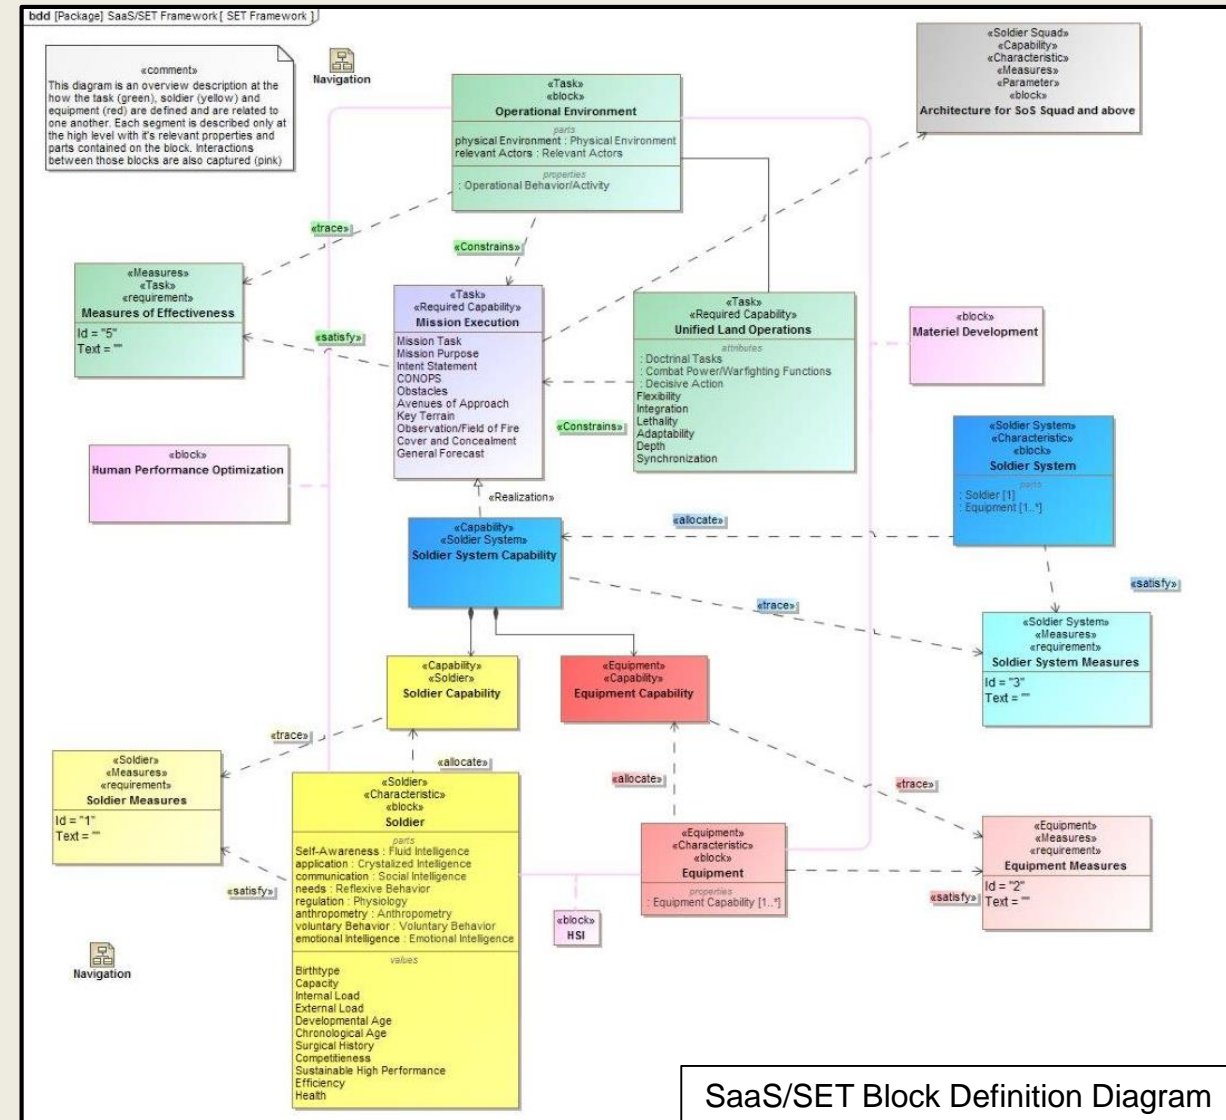 bdd [Package] SaaS/SET Framework [ SET Framework ]
«comment»
This diagram is an overview description at the
how the task (green), soldier (yellow) and
equipment (red) are defined and are related to
one another. Each segment is described only at
the high level with it's relevant properties and
parts contained on the block. Interactions
between those blocks are also captured (pink)
Navigation
«Task»
«block»
Operational Environment
parts
physical Environment : Physical Environment
relevant Actors : Relevant Actors
properties
: Operational Behavior/Activity
«Soldier Squad»
«Capability»
«Characteristic»
«Measures»
«Parameter»
«block»
Architecture for SoS Squad and above
«trace»
«Constrains»
«Measures»
«Task»
«requirement»
Measures of Effectiveness
Id = "5"
Text = ""
«satisfy»
«Task»
«Required Capability»
Mission Execution
Mission Task
Mission Purpose
Intent Statement
CONOPS
Obstacles
Avenues of Approach
Key Terrain
Observation/Field of Fire
Cover and Concealment
General Forecast
«Task»
«Required Capability»
Unified Land Operations
attributes
: Doctrinal Tasks
: Combat Power/Warfighting Functions
: Decisive Action
Flexibility
Integration
Lethality
Adaptability
Depth
Synchronization
«Constrains»
«block»
Materiel Development
«block»
Human Performance Optimization
«Soldier System»
«Characteristic»
«block»
Soldier System
parts
: Soldier [1]
: Equipment [1..*]
«Realization»
«allocate»
«Capability»
«Soldier System»
Soldier System Capability
«satisfy»
«trace»
«Soldier System»
«Measures»
«requirement»
Soldier System Measures
Id = "3"
Text = ""
«Capability»
«Soldier»
Soldier Capability
«Equipment»
«Capability»
Equipment Capability
«trace»
«allocate»
«Soldier»
«Measures»
«requirement»
Soldier Measures
Id = "1"
Text = ""
«satisfy»
«Soldier»
«Characteristic»
«block»
Soldier
parts
Self-Awareness : Fluid Intelligence
application : Crystalized Intelligence
communication : Social Intelligence
needs : Reflexive Behavior
regulation : Physiology
anthropometry : Anthropometry
voluntary Behavior : Voluntary Behavior
emotional Intelligence : Emotional Intelligence
values
Birthtype
Capacity
Internal Load
External Load
Developmental Age
Chronological Age
Surgical History
Competitieness
Sustainable High Performance
Efficiency
Health
«allocate»
«trace»
«Equipment»
«Characteristic»
«block»
Equipment
properties
: Equipment Capability [1..*]
«Equipment»
«Measures»
«requirement»
Equipment Measures
Id = "2"
Text = ""
«satisfy»
«block»
HSI
Navigation
SaaS/SET Block Definition Diagram